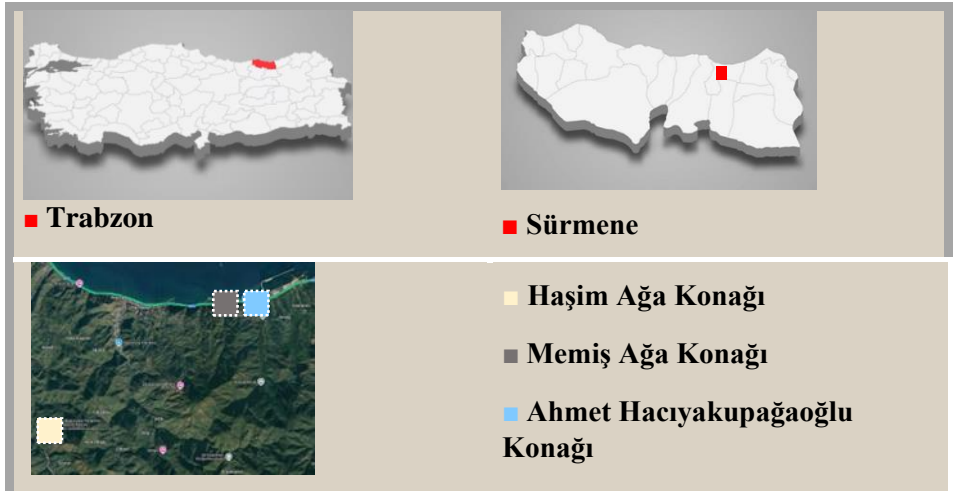 Trabzon
Sürmene
Haşim Ağa Konağı
Memiş Ağa Konağı
Ahmet Hacıyakupağaoğlu
Konağı